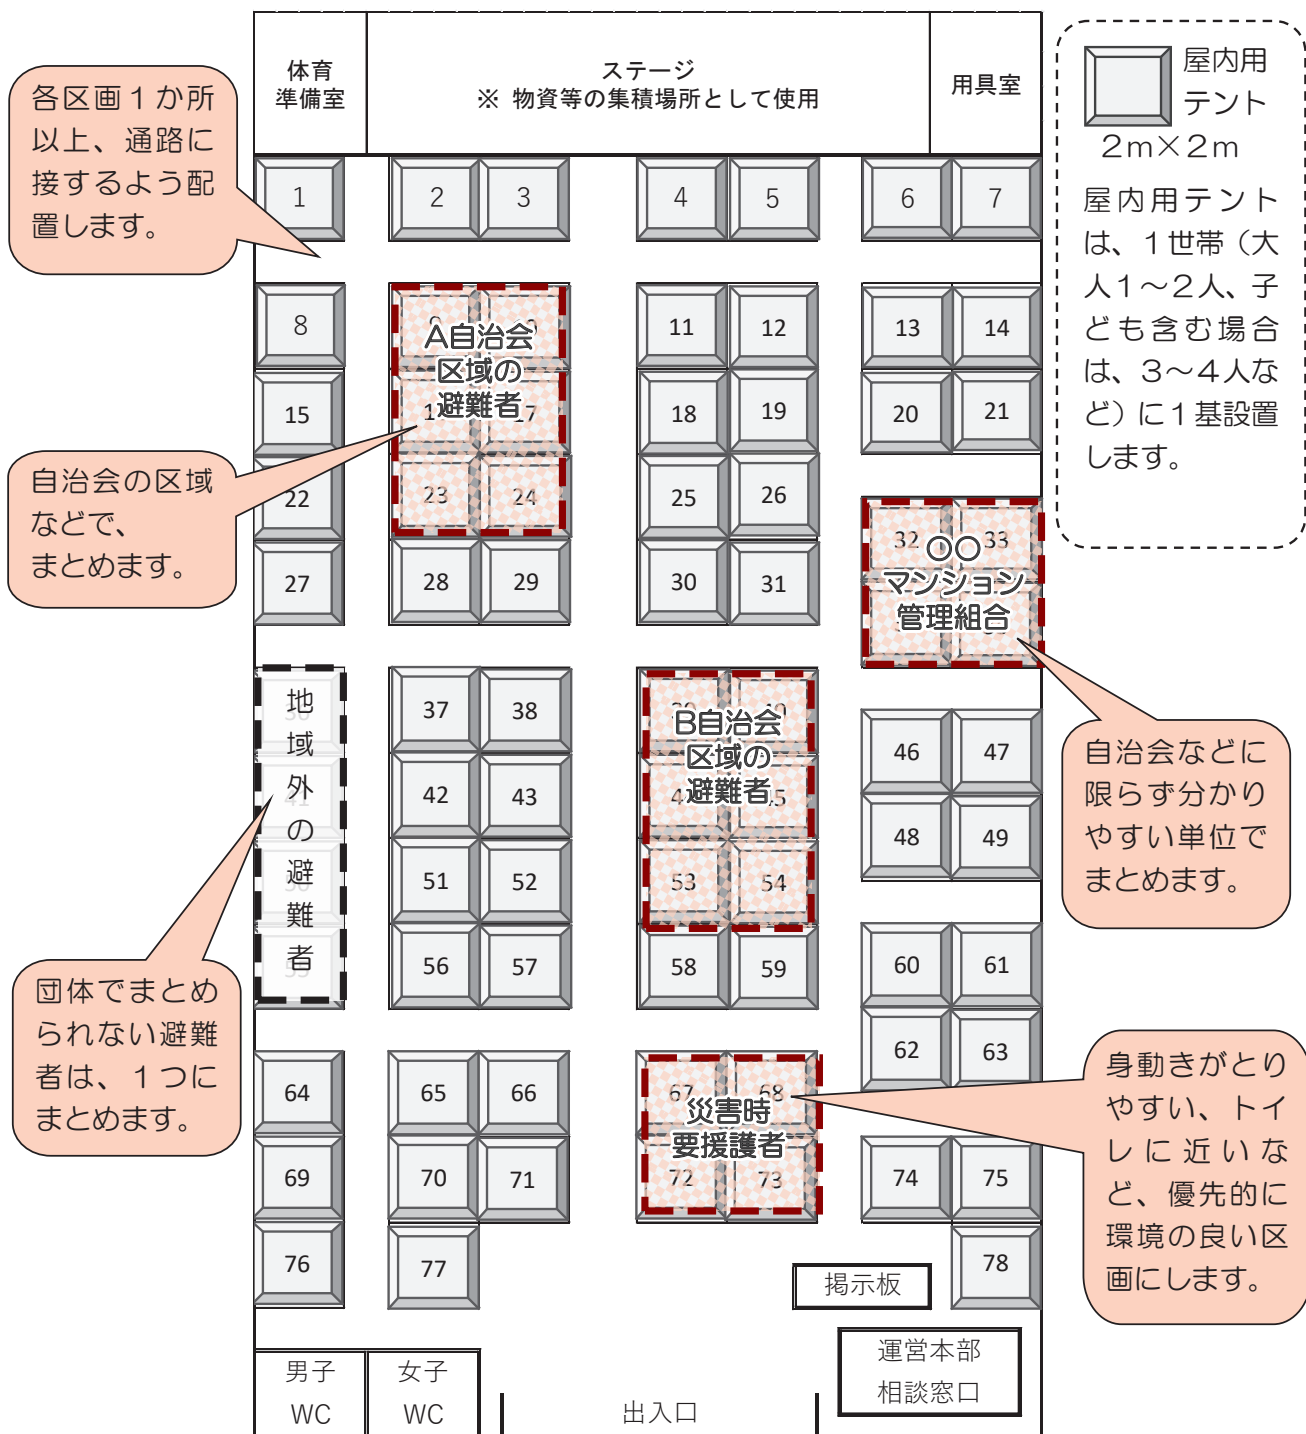 体育
準備室
ステージ
※ 物資等の集積場所として使用
用具室
屋内用
テント
2m×2m
屋内用テント
は、1世帯（大
人1～2人、子
ども含む場合
は、3～4人な
ど）に1基設置
します。
各区画1か所
以上、通路に
接するよう配
置します。
1 2 3 4 5 6 7
8
A自治会
区域の
避難者
11 12 13 14
15
18 19 20 21
22 23 24 25 26
自治会の区域
などで、
まとめます。
27 28 29 30 31
32 33
〇〇
マンション
管理組合
地域外の避難者
37 38
B自治会
区域の
避難者
46 47
42 43
48 49
51 52 53 54
56 57 58 59 60 61
62 63
自治会などに
限らず分かり
やすい単位で
まとめます。
団体でまとめ
られない避難
者は、1つに
まとめます。
64 65 66 67 68
災害時
要援護者
69 70 71 72 73 74 75
76 77 78
身動きがとり
やすい、トイ
レに近いな
ど、優先的に
環境の良い区
画にします。
掲示板
運営本部
相談窓口
男子
WC
女子
WC
出入口